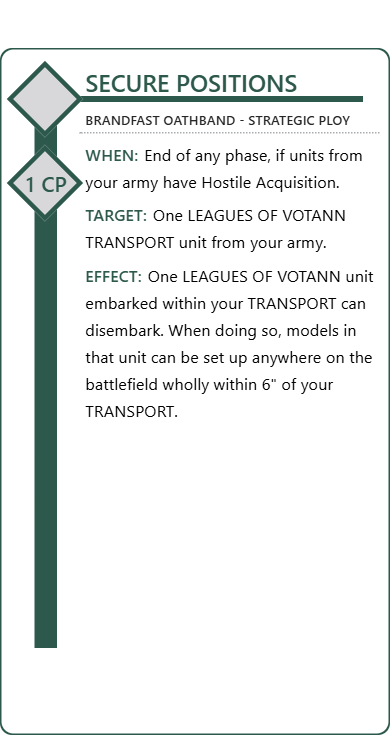 SECURE POSITIONS
BRANDFAST OATHBAND - STRATEGIC PLOY
1 CP
WHEN: End of any phase, if units from
your army have Hostile Acquisition.
TARGET: One LEAGUES OF VOTANN
TRANSPORT unit from your army.
EFFECT: One LEAGUES OF VOTANN unit
embarked within your TRANSPORT can
disembark. When doing so, models in
that unit can be set up anywhere on the
battlefield wholly within 6" of your
TRANSPORT.